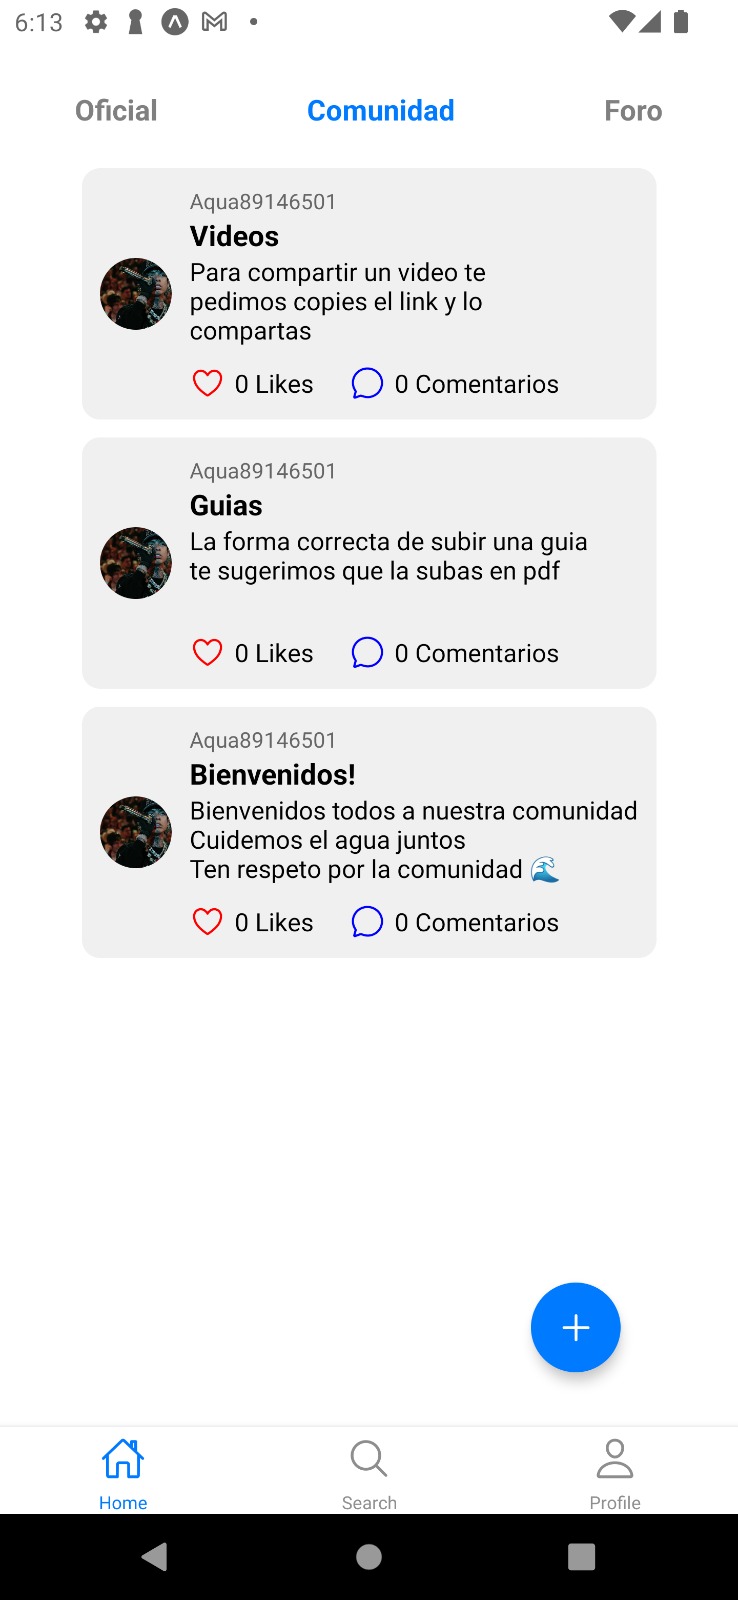 6:13
Oficial
Comunidad
Foro
Aqua89146501
Videos
Para compartir un video te
pedimos copies el link y lo
compartas
0 Likes
0 Comentarios
Aqua89146501
Guias
La forma correcta de subir una guia
te sugerimos que la subas en pdf
0 Likes
0 Comentarios
Aqua89146501
Bienvenidos!
Bienvenidos todos a nuestra comunidad
Cuidemos el agua juntos
Ten respeto por la comunidad 🌊
0 Likes
0 Comentarios
Home
Search
Profile